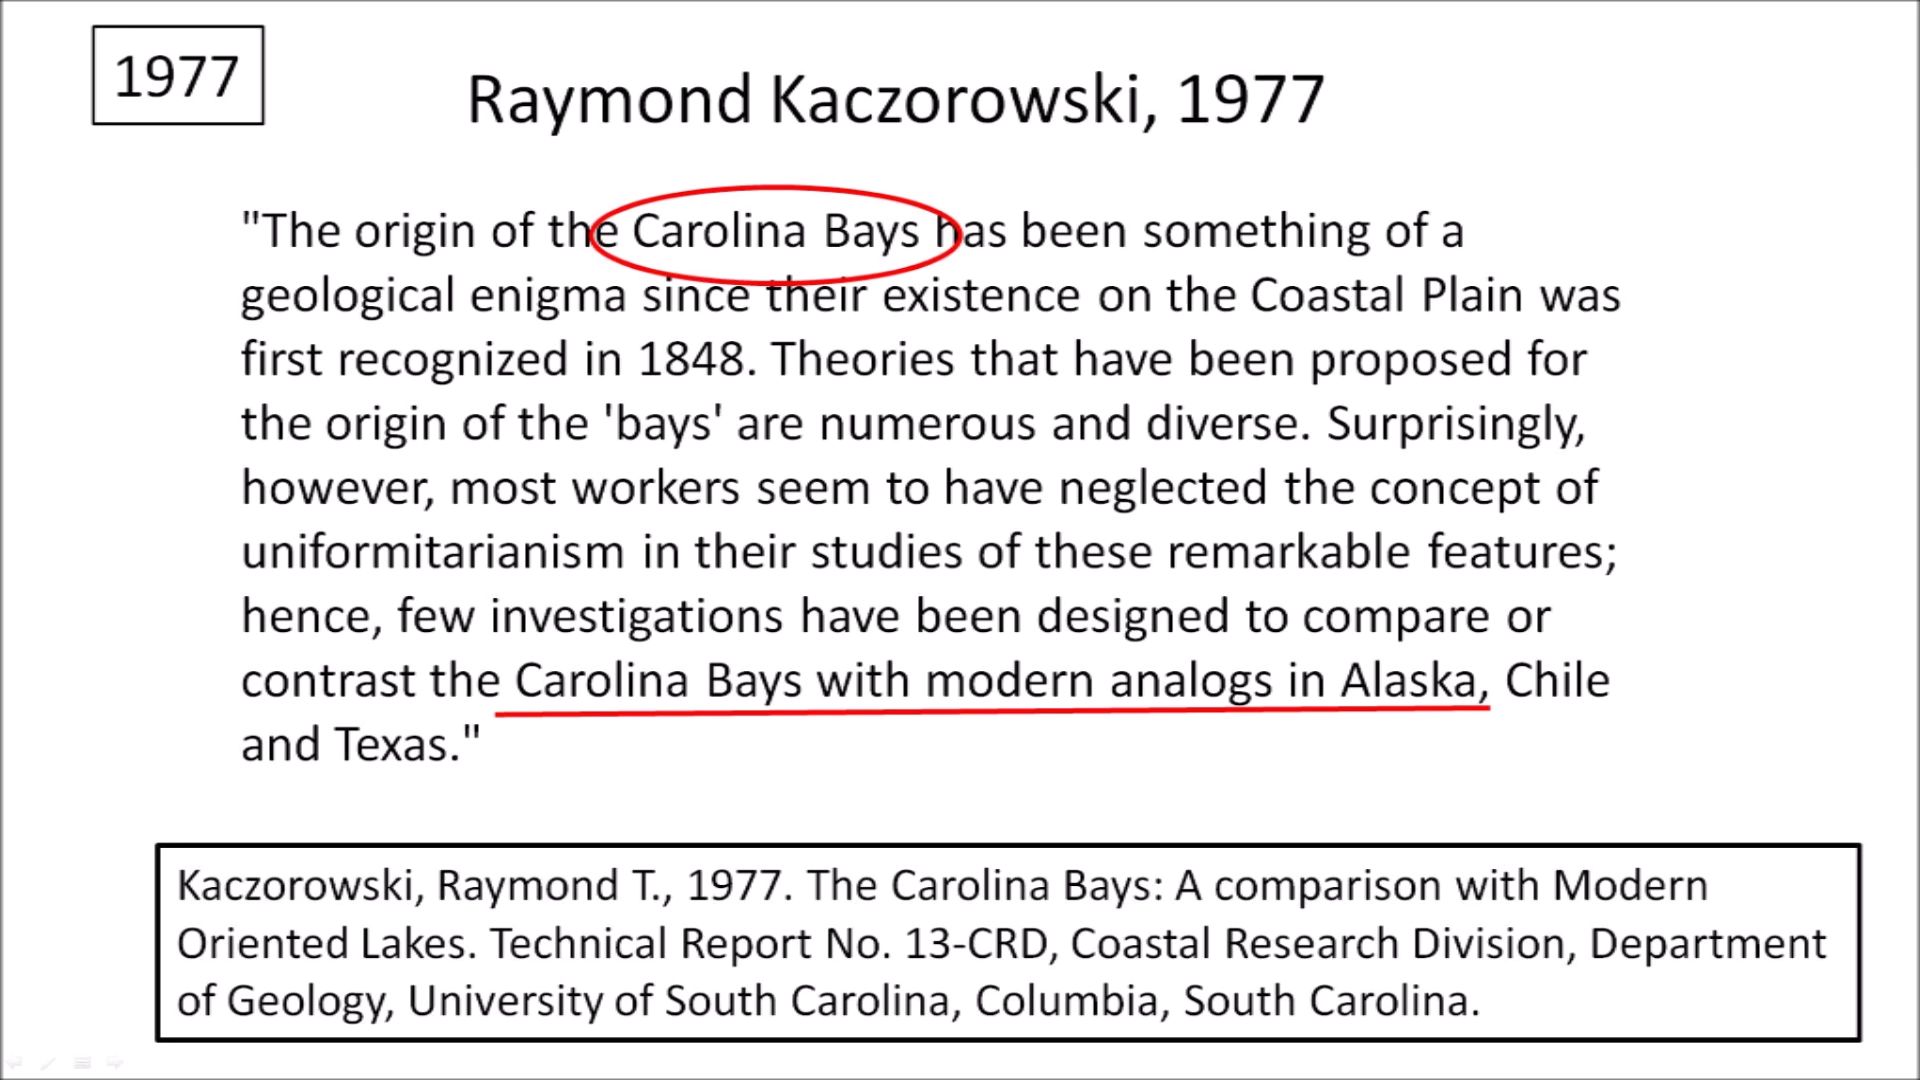 1977
Raymond Kaczorowski, 1977
"The origin of the Carolina Bays has been something of a
geological enigma since their existence on the Coastal Plain was
first recognized in 1848. Theories that have been proposed for
the origin of the 'bays' are numerous and diverse. Surprisingly,
however, most workers seem to have neglected the concept of
uniformitarianism in their studies of these remarkable features;
hence, few investigations have been designed to compare or
contrast the Carolina Bays with modern analogs in Alaska, Chile
and Texas."
Kaczorowski, Raymond T., 1977. The Carolina Bays: A comparison with Modern
Oriented Lakes. Technical Report No. 13-CRD, Coastal Research Division, Department
of Geology, University of South Carolina, Columbia, South Carolina.